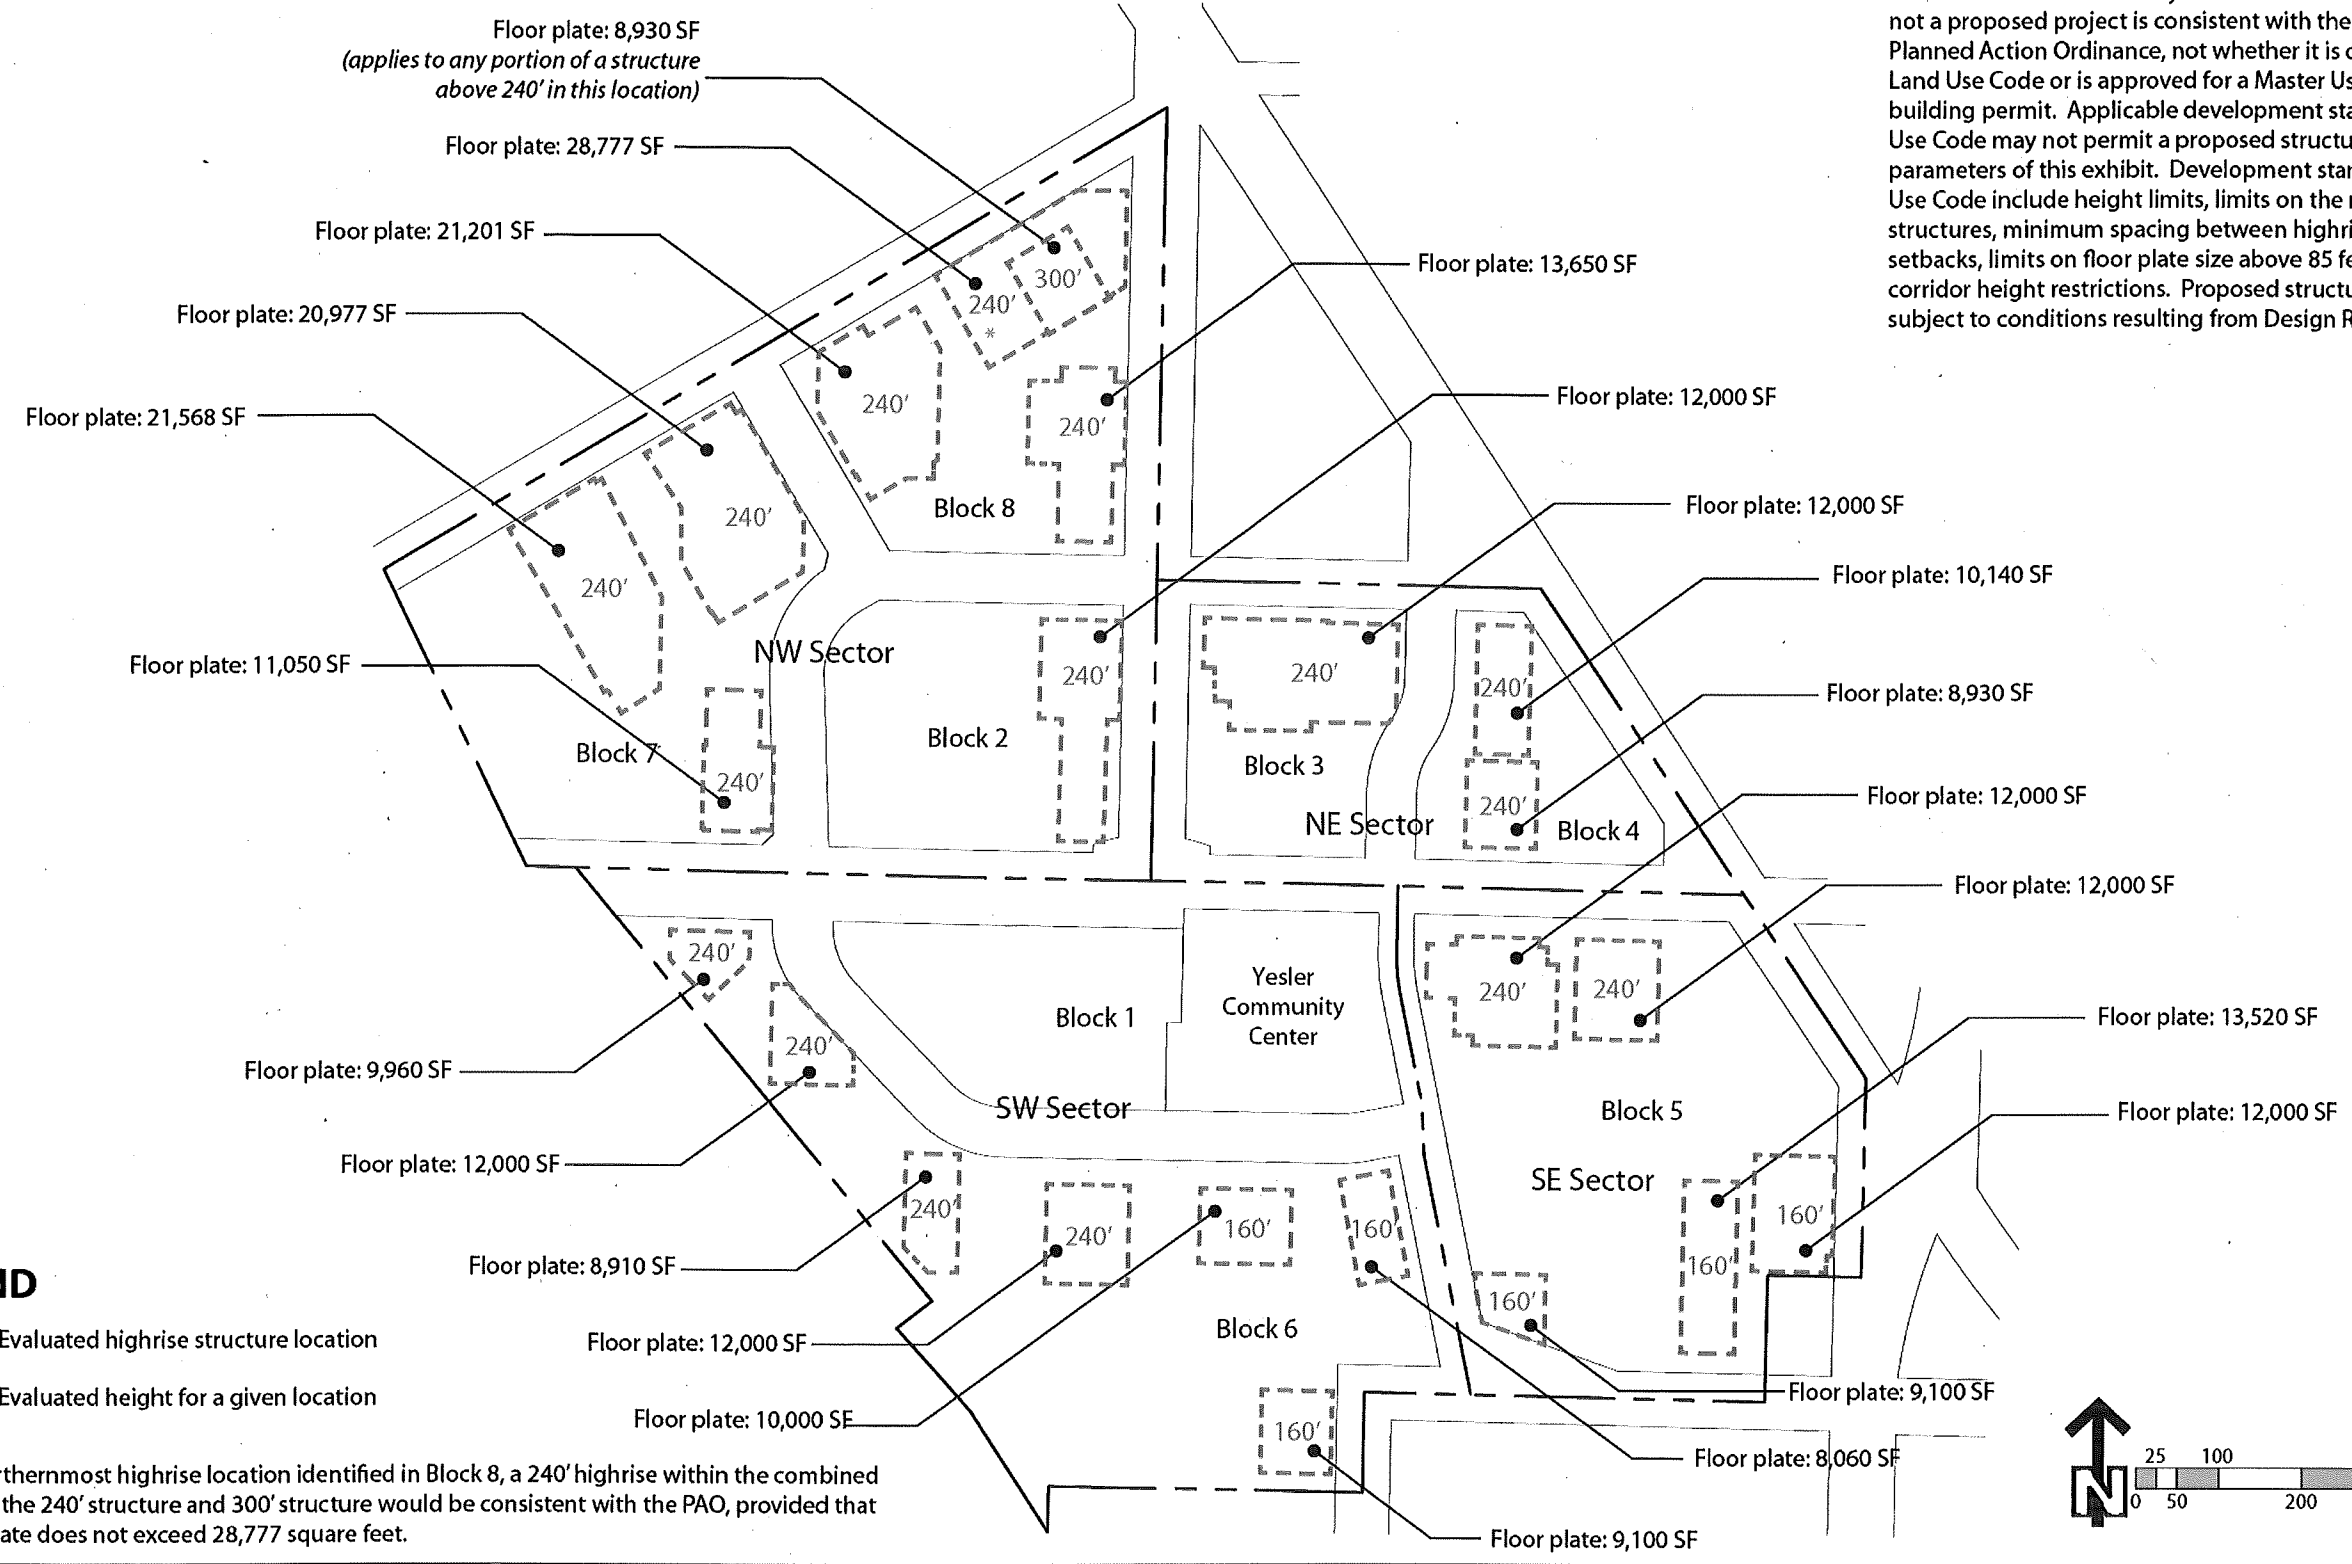 Floor plate: 8,930 SF
(applies to any portion of a structure
above 240' in this location)
Floor plate: 28,777 SF
Floor plate: 21,201 SF
Floor plate: 20,977 SF
Floor plate: 21,568 SF
Floor plate: 11,050 SF
not a proposed project is consistent with the
Planned Action Ordinance, not whether it is
Land Use Code or is approved for a Master
building permit. Applicable development
Use Code may not permit a proposed
parameters of this exhibit. Development
Use Code include height limits, limits on the
structures, minimum spacing between
setbacks, limits on floor plate size above 85
corridor height restrictions. Proposed
subject to conditions resulting from Design
Floor plate: 13,650 SF
Floor plate: 12,000 SF
Floor plate: 12,000 SF
Floor plate: 10,140 SF
Floor plate: 8,930 SF
Floor plate: 12,000 SF
Floor plate: 12,000 SF
Floor plate: 13,520 SF
Floor plate: 12,000 SF
300'
240'
*
240'
240'
Block 8
240'
240'
NW Sector
Block 7
240'
Block 2
240'
240'
Block 3
NE Sector
240'
240'
Block 4
240'
240'
Block 1
Yesler
Community
Center
SW Sector
240'
240'
Block 5
SE Sector
240'
240'
160'
160'
160'
160'
160'
Block 6
160'
Floor plate: 9,960 SF
Floor plate: 12,000 SF
Floor plate: 8,910 SF
Floor plate: 12,000 SF
Floor plate: 10,000 SF
Floor plate: 9,100 SF
Floor plate: 8,060 SF
Floor plate: 9,100 SF
Evaluated highrise structure location
Evaluated height for a given location
highrise location identified in Block 8, a 240' highrise within the combined
the 240' structure and 300' structure would be consistent with the PAO, provided that
does not exceed 28,777 square feet.
N
25 100
0 50 200